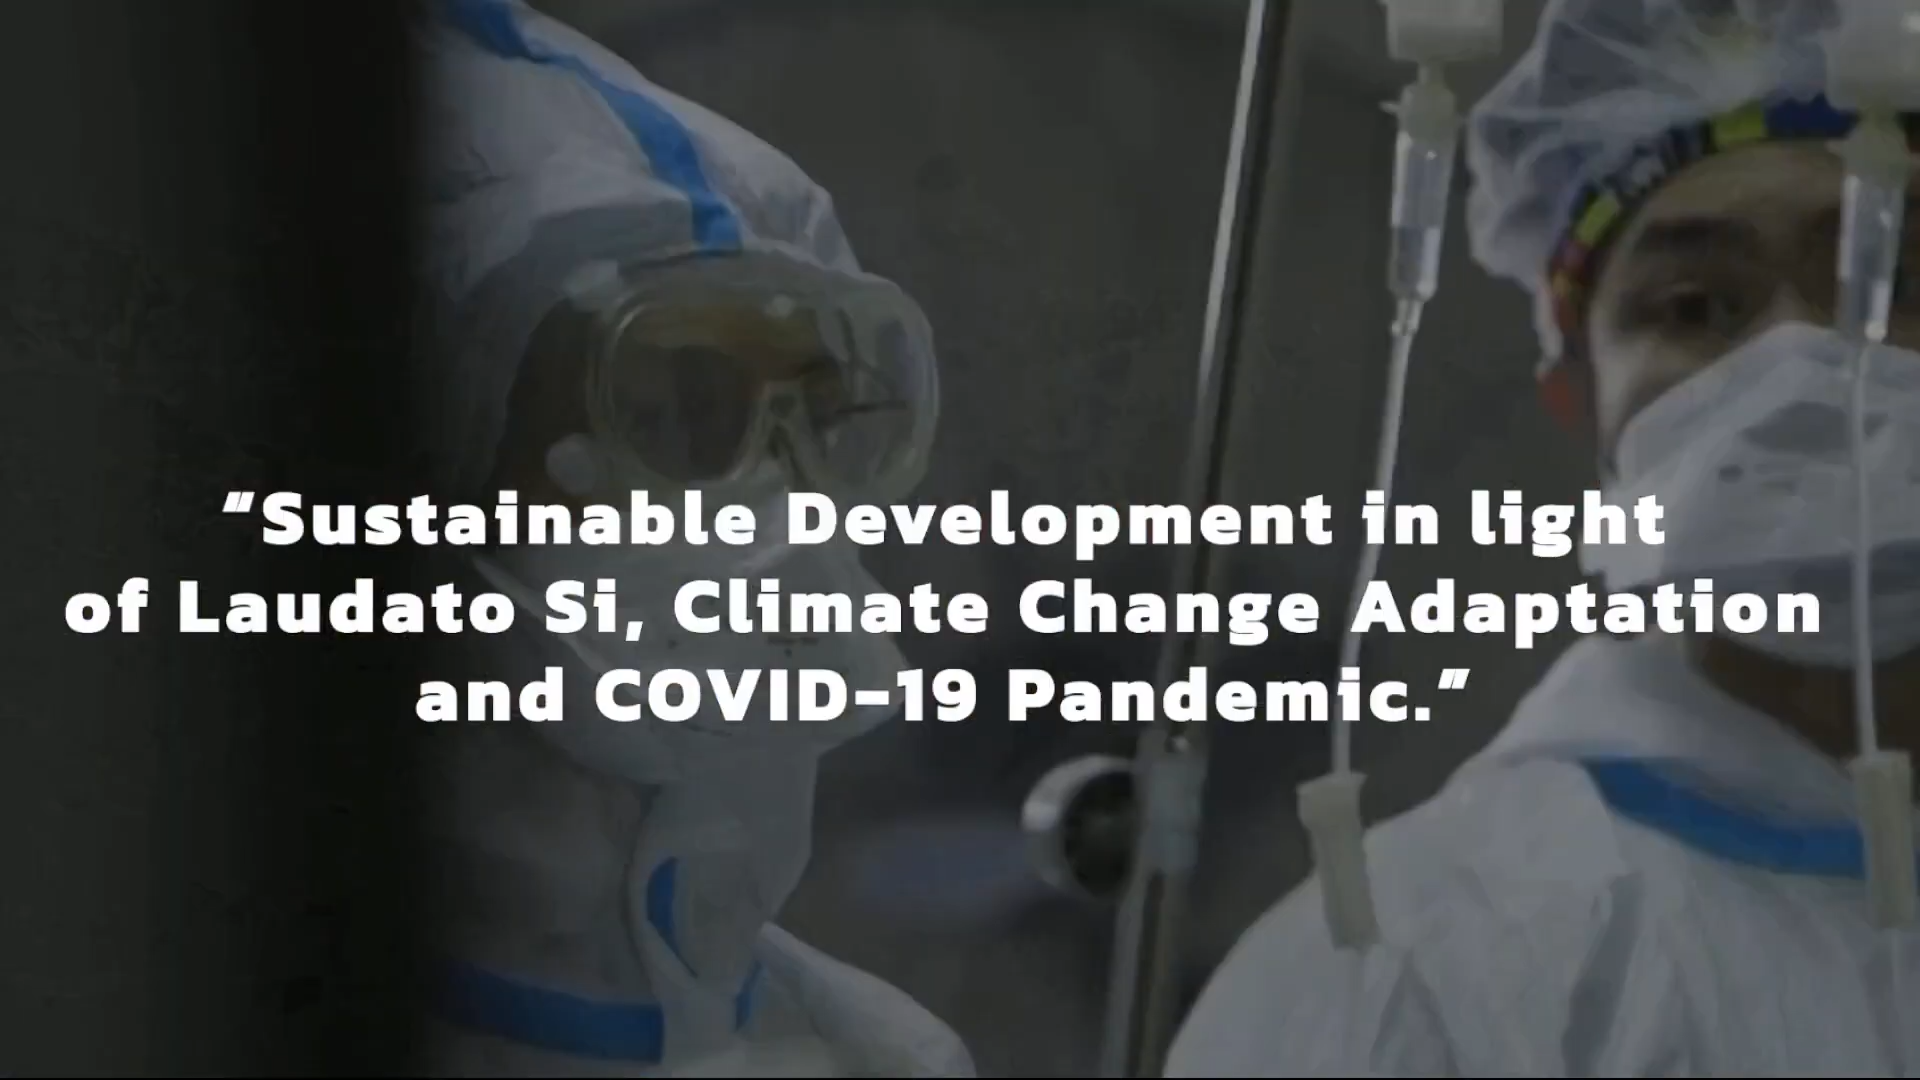 “Sustainable Development in light
of Laudato Si, Climate Change Adaptation
and COVID-19 Pandemic.”